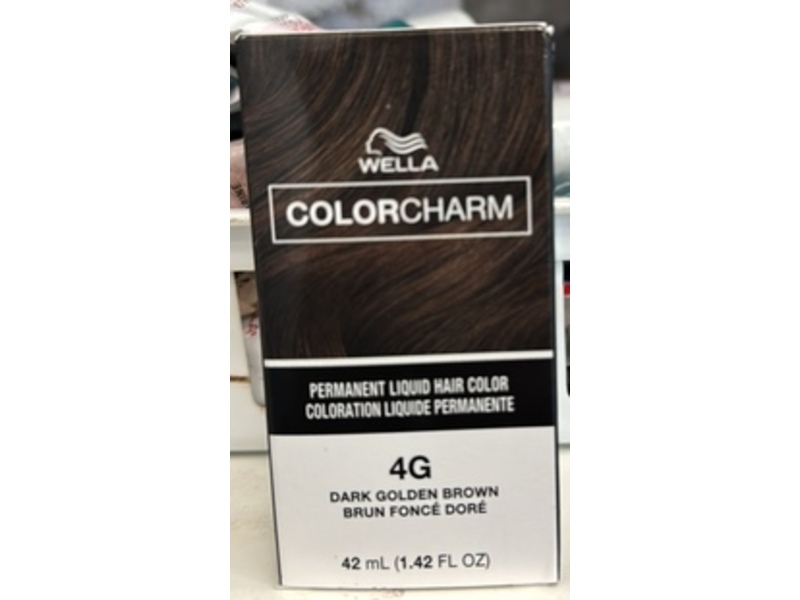 WELLA
COLORCHARM
PERMANENT LIQUID HAIR COLOR
COLORATION LIQUIDE PERMANENTE
4G
DARK GOLDEN BROWN
BRUN FONCÉ DORÉ
42 mL (1.42 FL OZ)